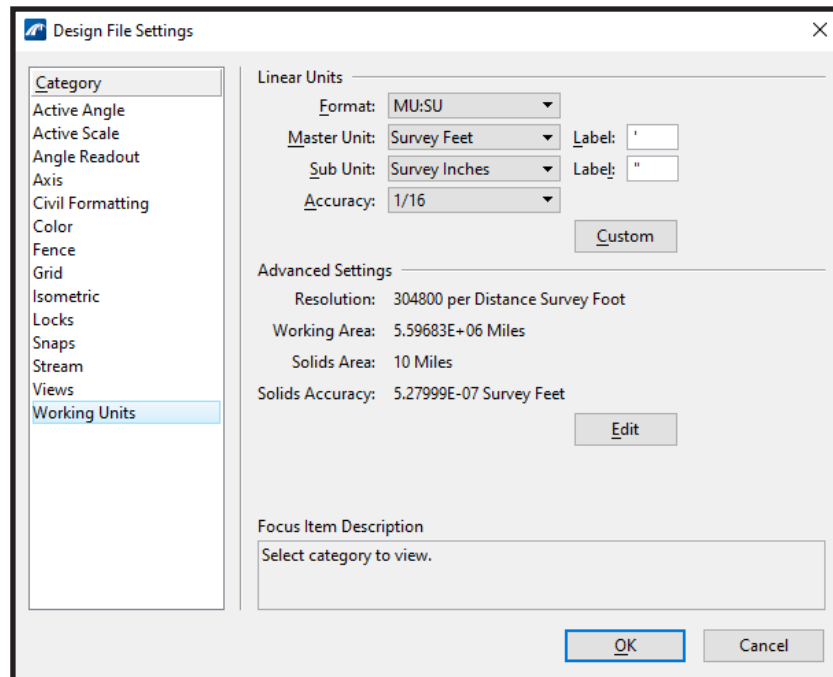 Design File Settings
Category
Active Angle
Active Scale
Angle Readout
Axis
Civil Formatting
Color
Fence
Grid
Isometric
Locks
Snaps
Stream
Views
Working Units
Linear Units
Format: MU:SU
Master Unit: Survey Feet Label: '
Sub Unit: Survey Inches Label: "
Accuracy: 1/16
Custom
Advanced Settings
Resolution: 304800 per Distance Survey Foot
Working Area: 5.59683E+06 Miles
Solids Area: 10 Miles
Solids Accuracy: 5.27999E-07 Survey Feet
Edit
Focus Item Description
Select category to view.
OK Cancel